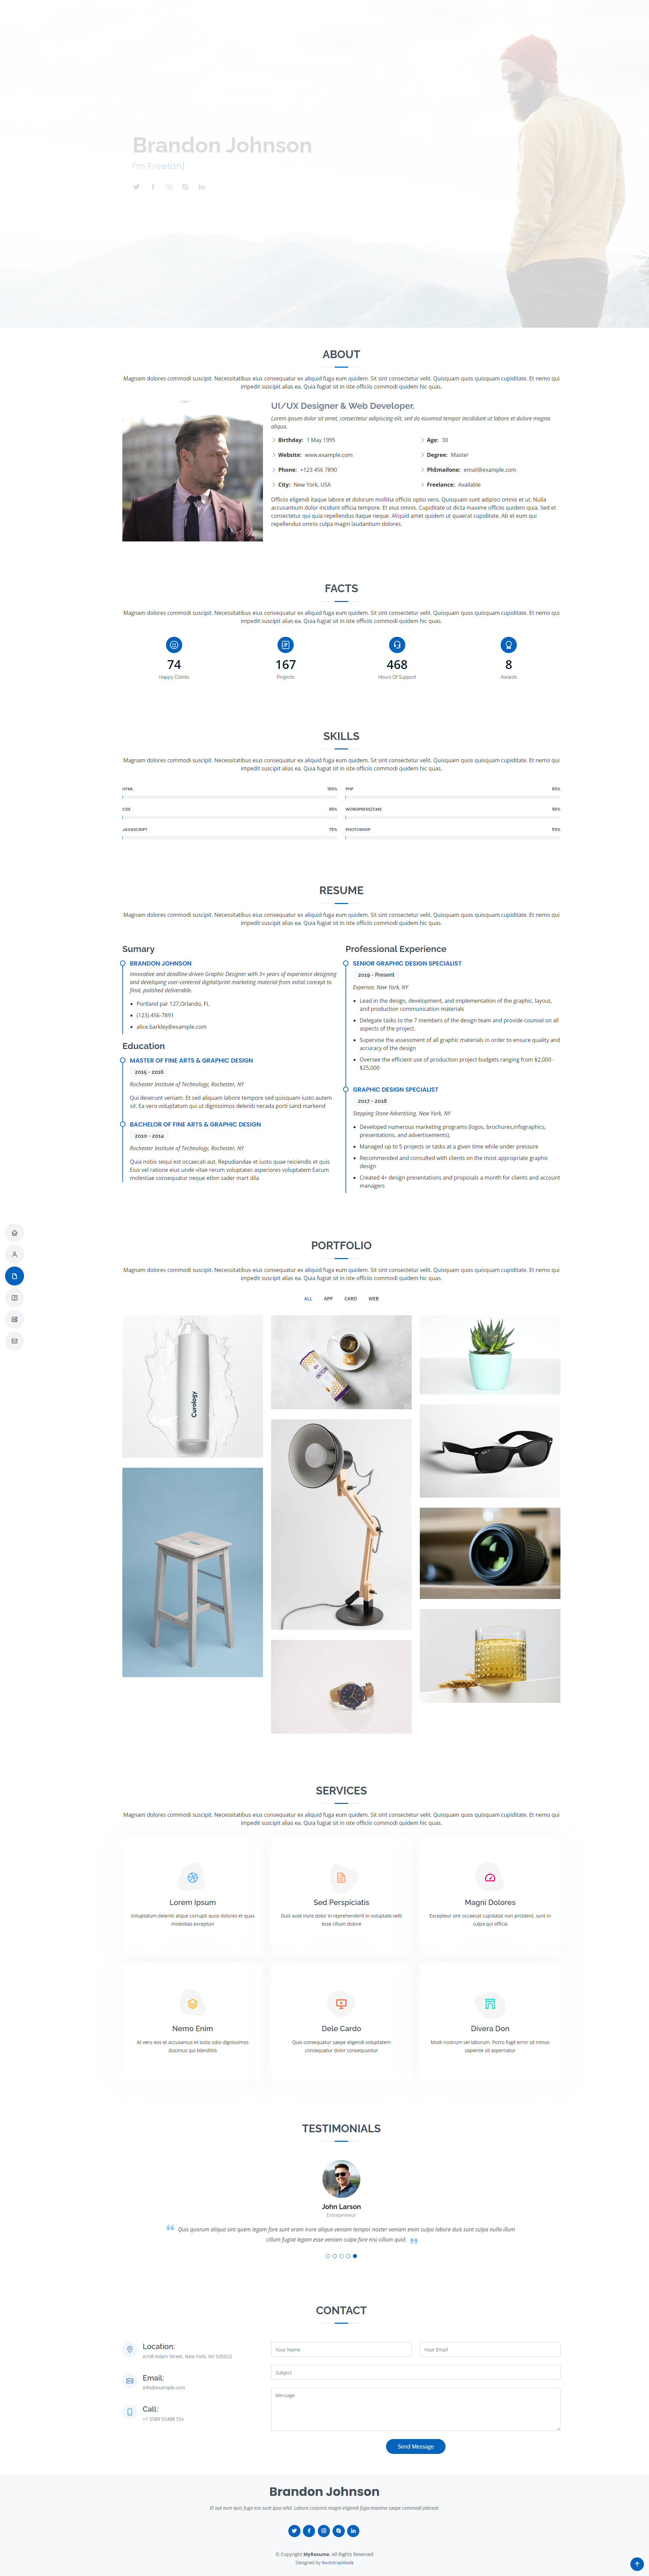 Brandon Johnson
I'm Freelan|
ABOUT
Magnam dolores commodi suscipit. Necessitatibus eius consequatur ex aliquid fuga eum quidem. Sit sint consectetur velit. Quisquam quos quisquam cupiditate. Et nemo qui
impedit suscipit alias ea. Quia fugiat sit in iste officiis commodi quidem hic quas.
UI/UX Designer & Web Developer.
Lorem ipsum dolor sit amet, consectetur adipiscing elit, sed do eiusmod tempor incididunt ut labore et dolore magna
aliqua.
Birthday: 1 May 1995
Age: 30
Website: www.example.com
Degree: Master
Phone: +123 456 7890
PhEmailone: email@example.com
City: New York, USA
Freelance: Available
Officiis eligendi itaque labore et dolorum mollitia officiis optio vero. Quisquam sunt adipisci omnis et ut. Nulla
accusantium dolor incidunt officia tempore. Et eius omnis. Cupiditate ut dicta maxime officiis quidem quia. Sed et
consectetur qui quia repellendus itaque neque. Aliquid amet quidem ut quaerat cupiditate. Ab et eum qui
repellendus omnis culpa magni laudantium dolores.
FACTS
Magnam dolores commodi suscipit. Necessitatibus eius consequatur ex aliquid fuga eum quidem. Sit sint consectetur velit. Quisquam quos quisquam cupiditate. Et nemo qui
impedit suscipit alias ea. Quia fugiat sit in iste officiis commodi quidem hic quas.
74
Happy Clients
167
Projects
468
Hours Of Support
8
Awards
SKILLS
Magnam dolores commodi suscipit. Necessitatibus eius consequatur ex aliquid fuga eum quidem. Sit sint consectetur velit. Quisquam quos quisquam cupiditate. Et nemo qui
impedit suscipit alias ea. Quia fugiat sit in iste officiis commodi quidem hic quas.
HTML 100%
PHP 80%
CSS 90%
WORDPRESS/CMS 90%
JAVASCRIPT 75%
PHOTOSHOP 55%
RESUME
Magnam dolores commodi suscipit. Necessitatibus eius consequatur ex aliquid fuga eum quidem. Sit sint consectetur velit. Quisquam quos quisquam cupiditate. Et nemo qui
impedit suscipit alias ea. Quia fugiat sit in iste officiis commodi quidem hic quas.
Sumary
BRANDON JOHNSON
Innovative and deadline-driven Graphic Designer with 3+ years of experience designing
and developing user-centered digital/print marketing material from initial concept to
final, polished deliverable.
Portland par 127,Orlando, FL
(123) 456-7891
alice.barkley@example.com
Education
MASTER OF FINE ARTS & GRAPHIC DESIGN
2015 - 2016
Rochester Institute of Technology, Rochester, NY
Qui deserunt veniam. Et sed aliquam labore tempore sed quisquam iusto autem
sit. Ea vero voluptatum qui ut dignissimos deleniti nerada porti sand markend
BACHELOR OF FINE ARTS & GRAPHIC DESIGN
2010 - 2014
Rochester Institute of Technology, Rochester, NY
Quia nobis sequi est occaecati aut. Repudiandae et iusto quae reiciendis et quis
Eius vel ratione eius unde vitae rerum voluptates asperiores voluptatem Earum
molestiae consequatur neque etlon sader mart dila
Professional Experience
SENIOR GRAPHIC DESIGN SPECIALIST
2019 - Present
Experion, New York, NY
Lead in the design, development, and implementation of the graphic, layout,
and production communication materials
Delegate tasks to the 7 members of the design team and provide counsel on all
aspects of the project.
Supervise the assessment of all graphic materials in order to ensure quality and
accuracy of the design
Oversee the efficient use of production project budgets ranging from $2,000 -
$25,000
GRAPHIC DESIGN SPECIALIST
2017 - 2018
Stepping Stone Advertising, New York, NY
Developed numerous marketing programs (logos, brochures,infographics,
presentations, and advertisements).
Managed up to 5 projects or tasks at a given time while under pressure
Recommended and consulted with clients on the most appropriate graphic
design
Created 4+ design presentations and proposals a month for clients and account
managers
PORTFOLIO
Magnam dolores commodi suscipit. Necessitatibus eius consequatur ex aliquid fuga eum quidem. Sit sint consectetur velit. Quisquam quos quisquam cupiditate. Et nemo qui
impedit suscipit alias ea. Quia fugiat sit in iste officiis commodi quidem hic quas.
ALL APP CARD WEB
Curology
SERVICES
Magnam dolores commodi suscipit. Necessitatibus eius consequatur ex aliquid fuga eum quidem. Sit sint consectetur velit. Quisquam quos quisquam cupiditate. Et nemo qui
impedit suscipit alias ea. Quia fugiat sit in iste officiis commodi quidem hic quas.
Lorem Ipsum
Voluptatum deleniti atque corrupti quos dolores et quas
molestias excepturi
Sed Perspiciatis
Duis aute irure dolor in reprehenderit in voluptate velit
esse cillum dolore
Magni Dolores
Excepteur sint occaecat cupidatat non proident, sunt in
culpa qui officia
Nemo Enim
At vero eos et accusamus et iusto odio dignissimos
ducimus qui blanditiis
Dele Cardo
Quis consequatur saepe eligendi voluptatem
consequatur dolor consequuntur
Divera Don
Modi nostrum vel laborum. Porro fugit error sit minus
sapiente sit aspernatur
TESTIMONIALS
John Larson
Entrepreneur
Quis quorum aliqua sint quem legam fore sunt eram irure aliqua veniam tempor noster veniam enim culpa labore duis sunt culpa nulla illum
cillum fugiat legam esse veniam culpa fore nisi cillum quid.
CONTACT
Location:
A108 Adam Street, New York, NY 535022
Email:
info@example.com
Call:
+1 5589 55488 55s
Your Name
Your Email
Subject
Message
Send Message
Brandon Johnson
Et aut eum quis fuga eos sunt ipsa nihil. Labore corporis magni eligendi fuga maxime saepe commodi placeat.
© Copyright MyResume. All Rights Reserved
Designed by BootstrapMade